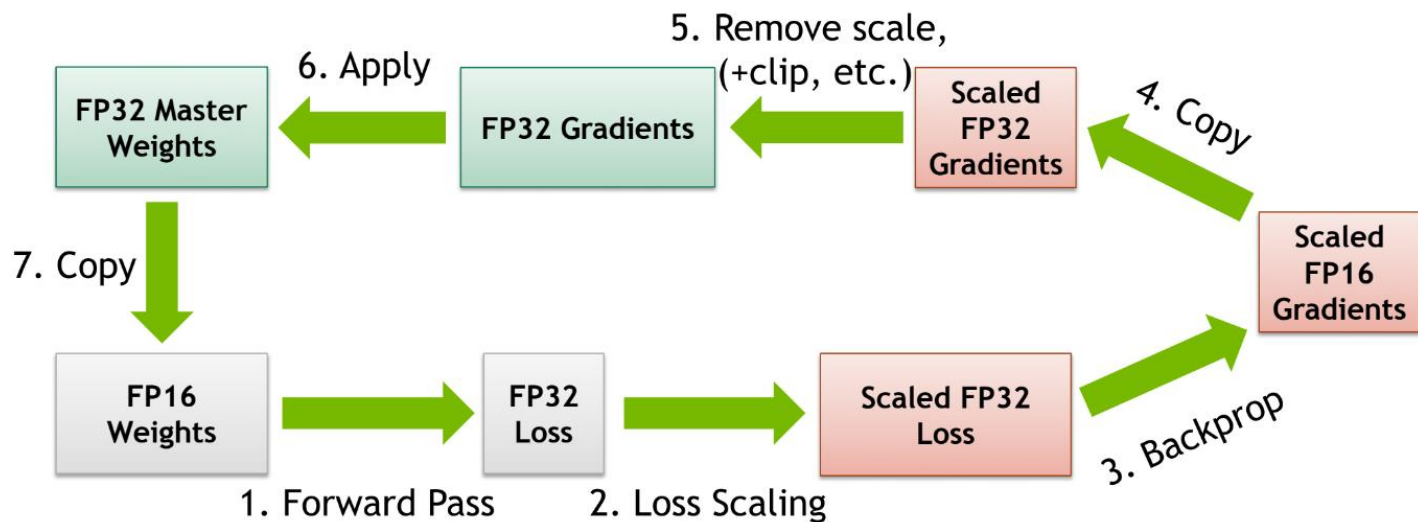 5. Remove scale,
(+clip, etc.)
6. Apply
FP32 Master
Weights
FP32 Gradients
Scaled
FP32
Gradients
4. Copy
Scaled
FP16
Gradients
7. Copy
FP16
Weights
FP32
Loss
Scaled FP32
Loss
3. Backprop
1. Forward Pass
2. Loss Scaling